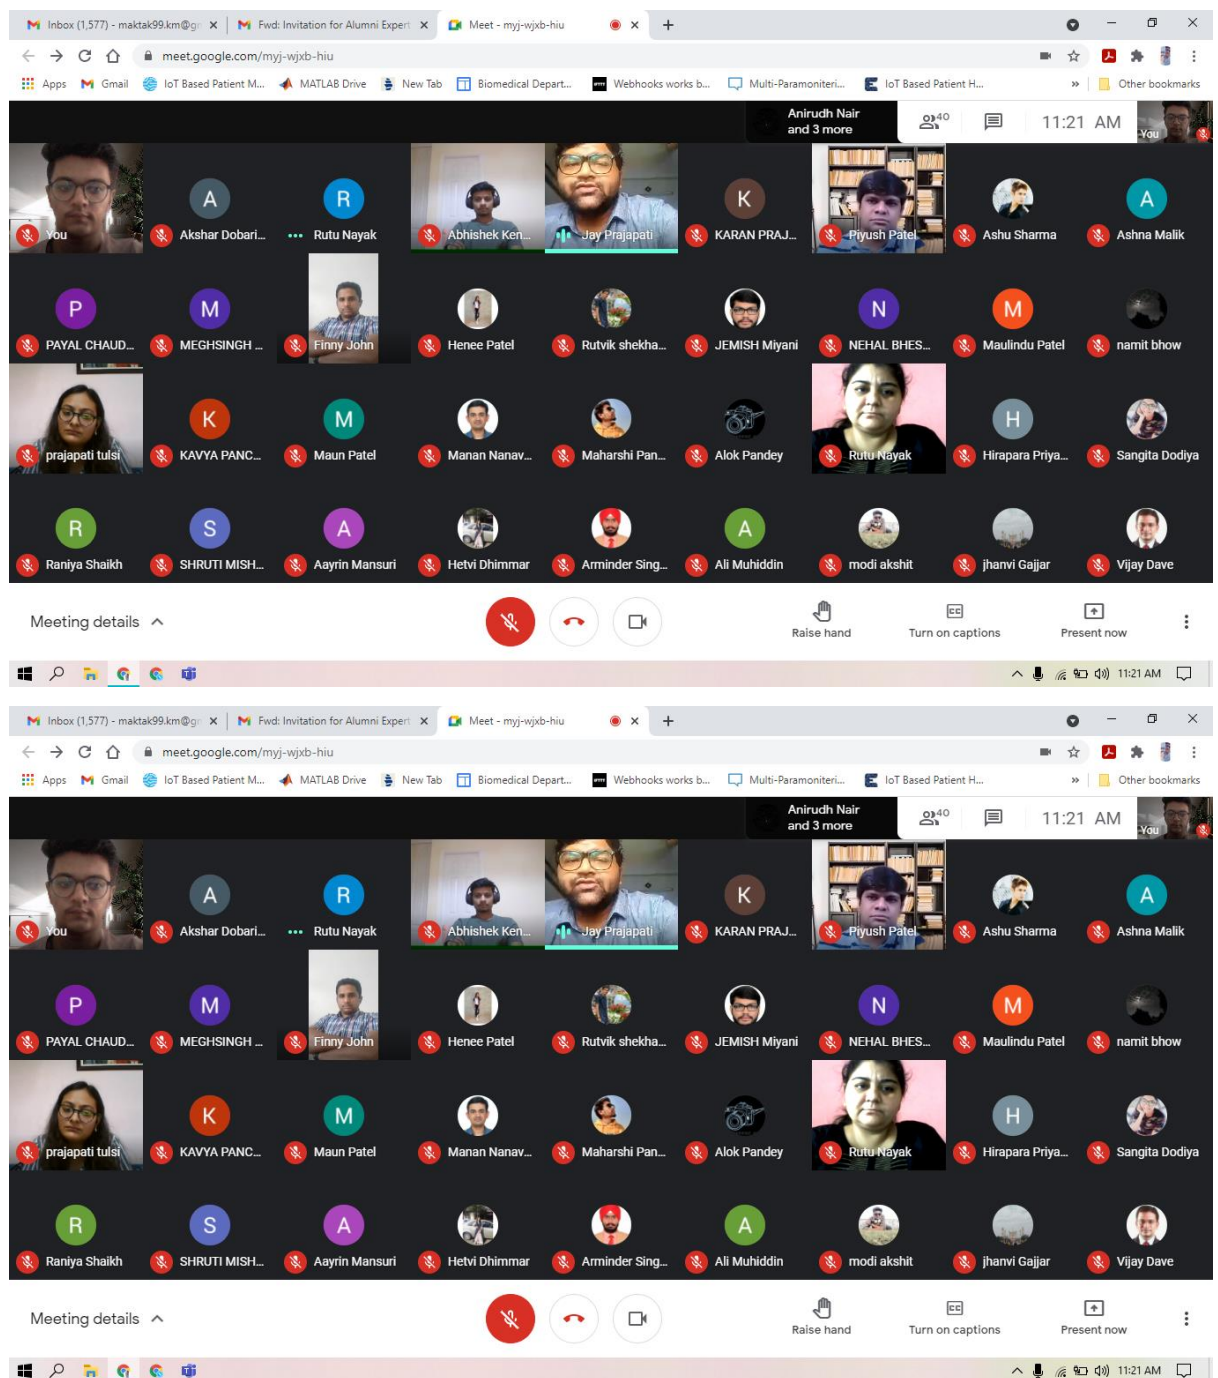 Inbox (1,577) - maktak99.km@gm Fwd: Invitation for Alumni Expert Meet - myj-wjxb-hiu
meet.google.com/myj-wjxb-hiu
Apps Gmail IoT Based Patient M... MATLAB Drive New Tab Biomedical Depart... Webhooks works b... Multi-Paramoniteri... IoT Based Patient H... » Other bookmarks
Anirudh Nair
and 3 more
40 11:21 AM You
A R K A
You Akshar Dobari... Rutu Nayak Abhishek Ken... Jay Prajapati KARAN PRAJ... Piyush Patel Ashu Sharma Ashna Malik
P M N M
PAYAL CHAUD... MEGHSINGH ... Finny John Henee Patel Rutvik shekha... JEMISH Miyani NEHAL BHES... Maulindu Patel namit bhow
K M H
prajapati tulsi KAVYA PANC... Maun Patel Manan Nanav... Maharshi Pan... Alok Pandey Rutu Nayak Hirapara Priya... Sangita Dodiya
R S A A
Raniya Shaikh SHRUTI MISH... Aayrin Mansuri Hetvi Dhimmar Arminder Sing... Ali Muhiddin modi akshit jhanvi Gajjar Vijay Dave
Meeting details Raise hand Turn on captions Present now
11:21 AM
Inbox (1,577) - maktak99.km@gm Fwd: Invitation for Alumni Expert Meet - myj-wjxb-hiu
meet.google.com/myj-wjxb-hiu
Apps Gmail IoT Based Patient M... MATLAB Drive New Tab Biomedical Depart... Webhooks works b... Multi-Paramoniteri... IoT Based Patient H... » Other bookmarks
Anirudh Nair
and 3 more
40 11:21 AM You
A R K A
You Akshar Dobari... Rutu Nayak Abhishek Ken... Jay Prajapati KARAN PRAJ... Piyush Patel Ashu Sharma Ashna Malik
P M N M
PAYAL CHAUD... MEGHSINGH ... Finny John Henee Patel Rutvik shekha... JEMISH Miyani NEHAL BHES... Maulindu Patel namit bhow
K M H
prajapati tulsi KAVYA PANC... Maun Patel Manan Nanav... Maharshi Pan... Alok Pandey Rutu Nayak Hirapara Priya... Sangita Dodiya
R S A A
Raniya Shaikh SHRUTI MISH... Aayrin Mansuri Hetvi Dhimmar Arminder Sing... Ali Muhiddin modi akshit jhanvi Gajjar Vijay Dave
Meeting details Raise hand Turn on captions Present now
11:21 AM